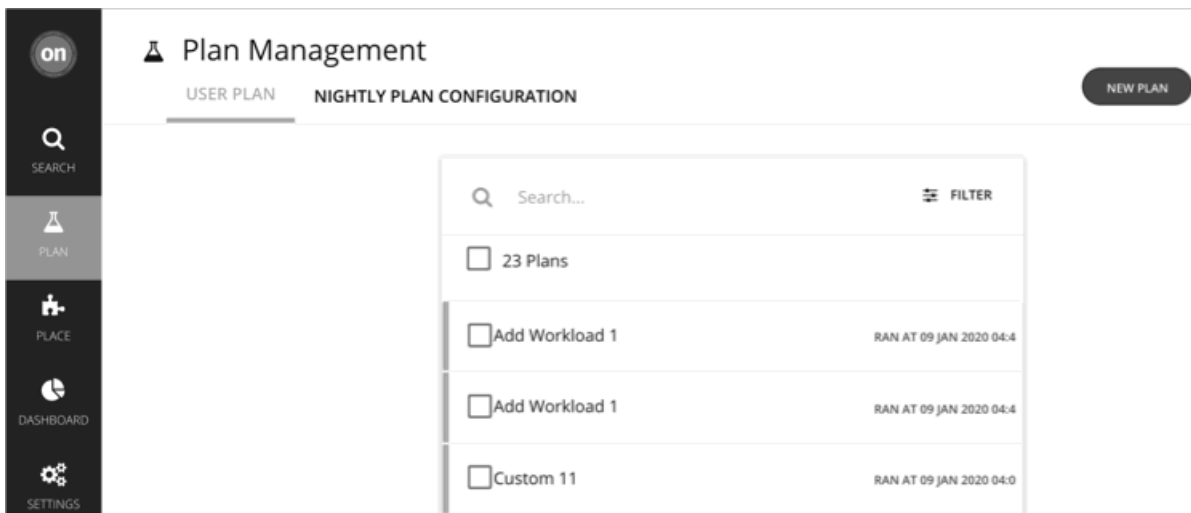 on
Plan Management
USER PLAN NIGHTLY PLAN CONFIGURATION
NEW PLAN
SEARCH
PLAN
PLACE
DASHBOARD
SETTINGS
Search... FILTER
23 Plans
Add Workload 1 RAN AT 09 JAN 2020 04:4
Add Workload 1 RAN AT 09 JAN 2020 04:4
Custom 11 RAN AT 09 JAN 2020 04:0